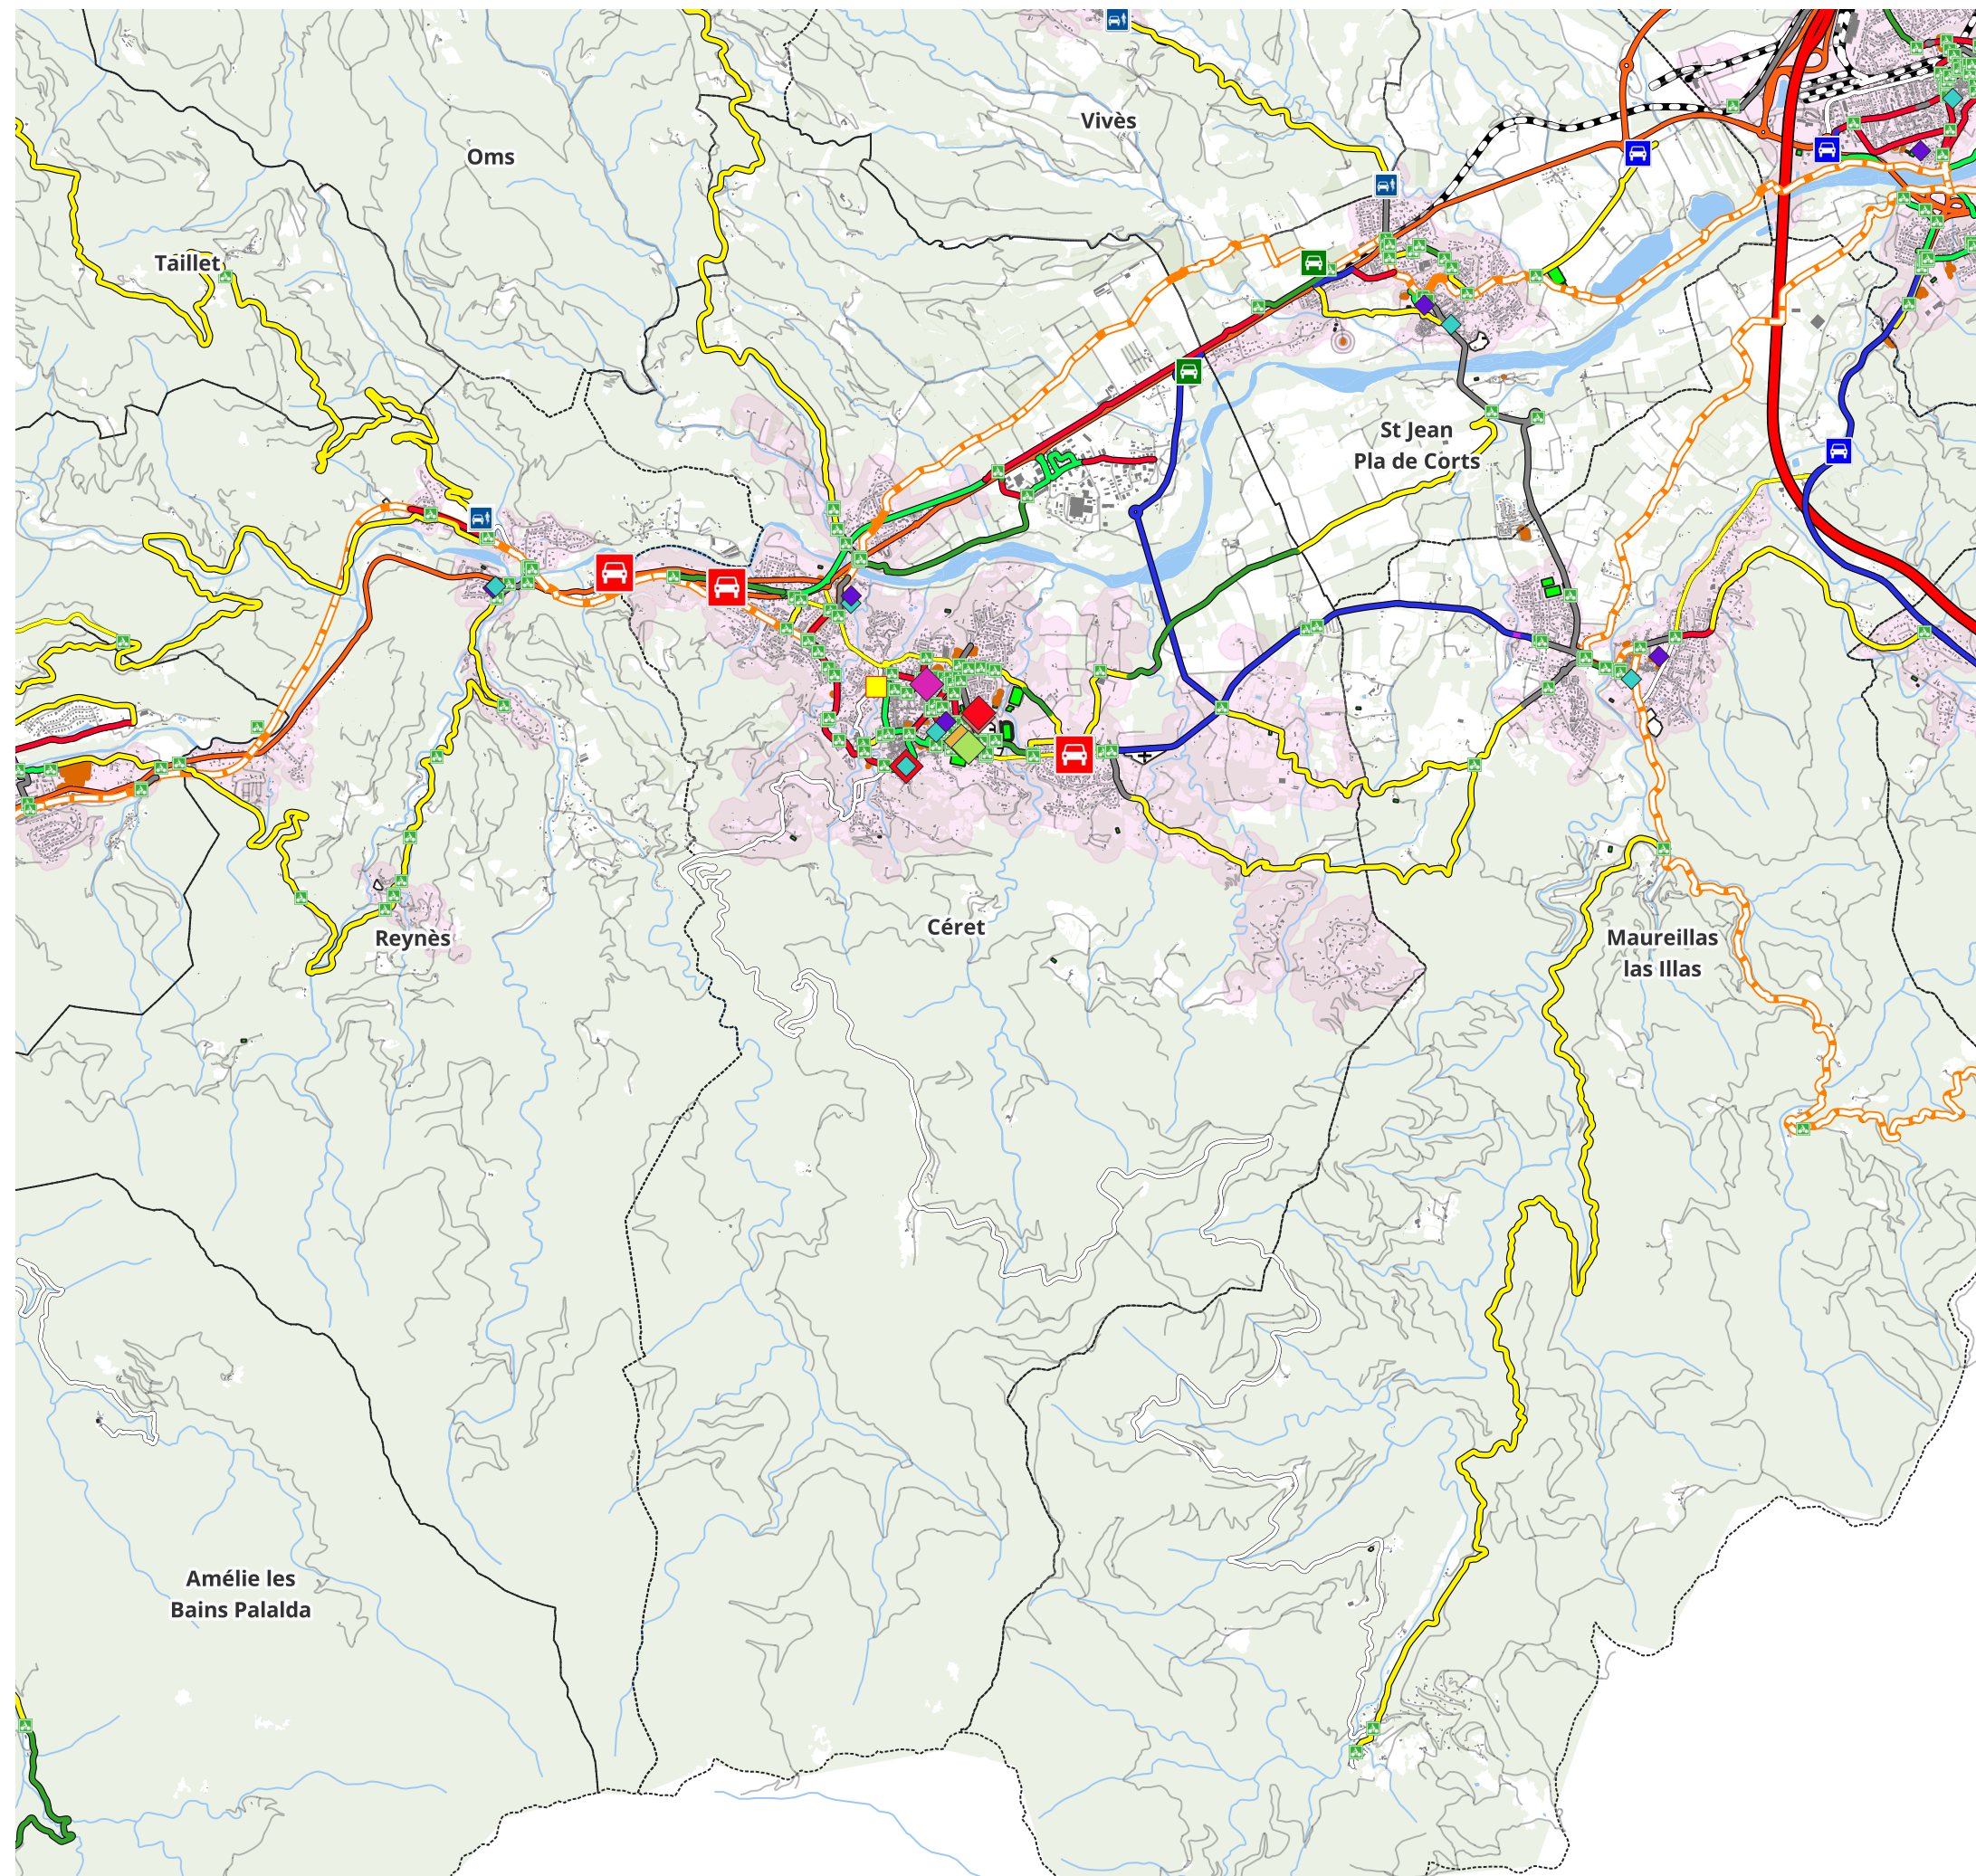 Vivès
Oms
Taillet
St Jean
Pla de Corts
Céret
Reynès
Maureillas
las Illas
Amélie les
Bains Palalda